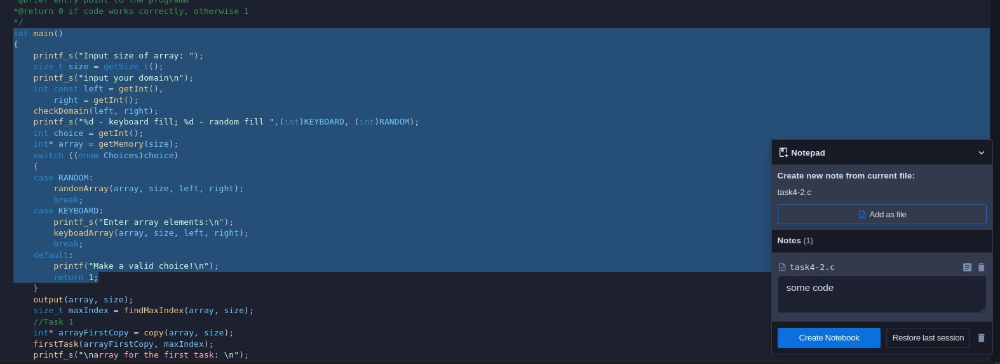 *@brief entry point to the programm
*@return 0 if code works correctly, otherwise 1
*/
int main()
{
    printf_s("Input size of array: ");
    size_t size = getSize_t();
    printf_s("input your domain\n");
    int const left = getInt(),
        right = getInt();
    checkDomain(left, right);
    printf_s("%d - keyboard fill; %d - random fill ",(int)KEYBOARD, (int)RANDOM);
    int choice = getInt();
    int* array = getMemory(size);
    switch ((enum Choices)choice)
    {
    case RANDOM:
        randomArray(array, size, left, right);
        break;
    case KEYBOARD:
        printf_s("Enter array elements:\n");
        keyboadArray(array, size, left, right);
        break;
    default:
        printf("Make a valid choice!\n");
        return 1;
    }
    output(array, size);
    size_t maxIndex = findMaxIndex(array, size);
    //Task 1
    int* arrayFirstCopy = copy(array, size);
    firstTask(arrayFirstCopy, maxIndex);
    printf_s("\narray for the first task: \n");
Notepad
Create new note from current file:
task4-2.c
Add as file
Notes (1)
task4-2.c
some code
Create Notebook
Restore last session